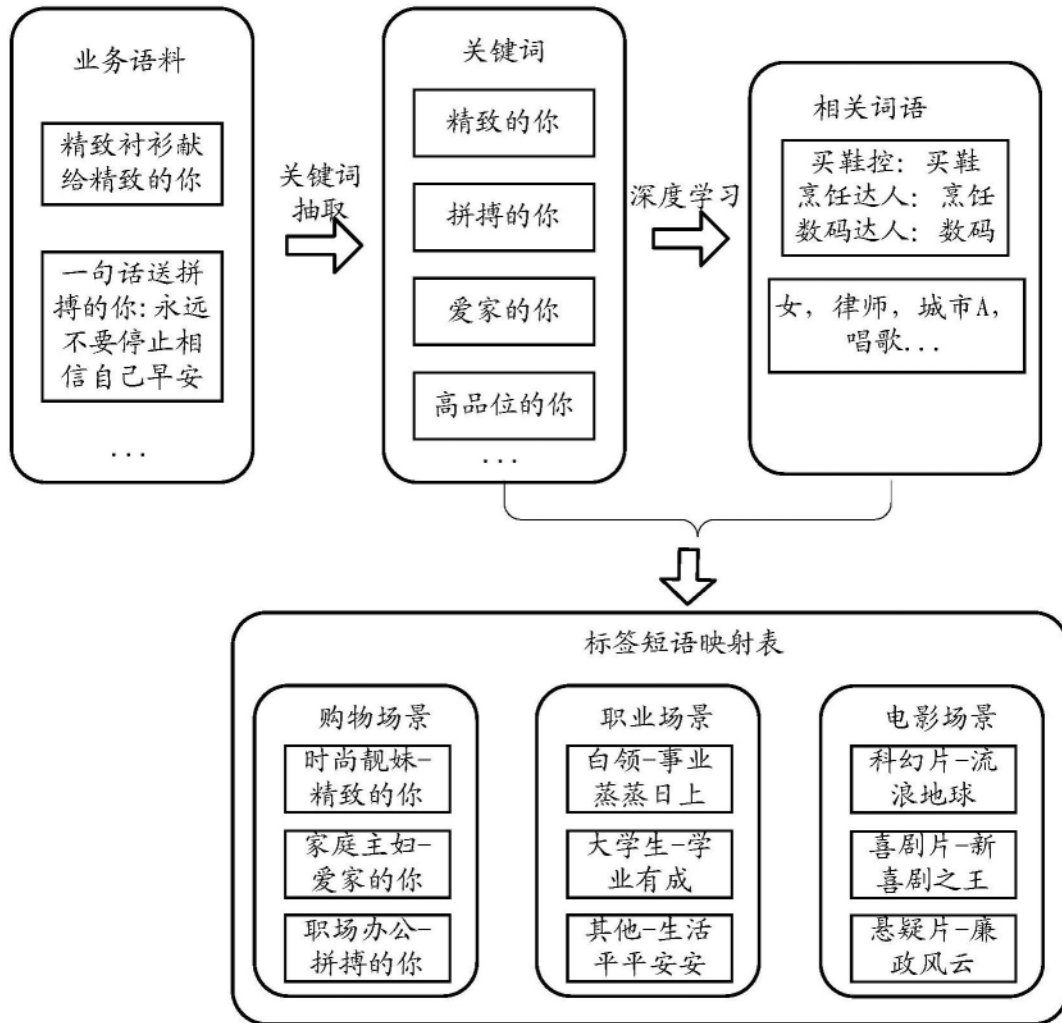 业务语料
精致衬衫献
给精致的你
一句话送拼
搏的你:永远
不要停止相
信自己早安
...
关键词
抽取
关键词
精致的你
拼搏的你
爱家的你
高品位的你
...
深度学习
相关词语
买鞋控：买鞋
烹饪达人：烹饪
数码达人：数码
女，律师，城市A，
唱歌...
标签短语映射表
购物场景
时尚靓妹-
精致的你
家庭主妇-
爱家的你
职场办公-
拼搏的你
职业场景
白领-事业
蒸蒸日上
大学生-学
业有成
其他-生活
平平安安
电影场景
科幻片-流
浪地球
喜剧片-新
喜剧之王
悬疑片-廉
政风云